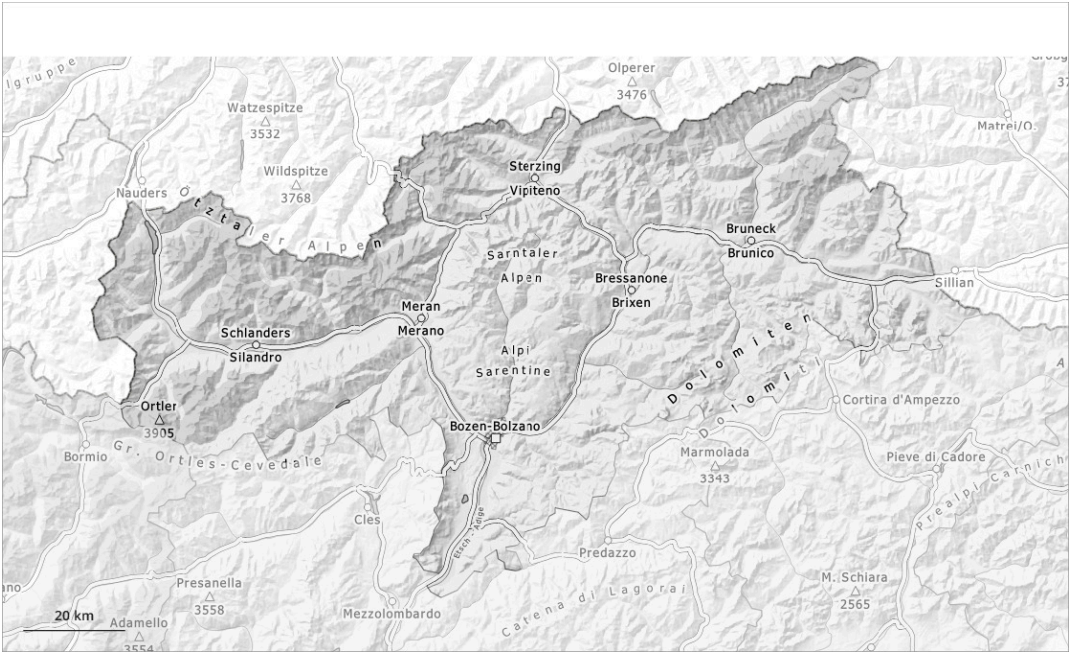 lgruppe
Olperer
3476
Watzespitze
3532
Matrei/O.
Wildspitze
3768
Nauders
Ötztaler Alpen
Sterzing
Vipiteno
Bruneck
Brunico
Sarntaler
Alpen
Bressanone
Brixen
Sillian
Meran
Merano
Schlanders
Silandro
Dolomiten
Dolomiti
Alpi
Sarentine
Ortler
3905
Cortina d'Ampezzo
Bozen-Bolzano
Gr. Ortles-Cevedale
Bormio
Marmolada
3343
Pieve di Cadore
Prealpi Carnich
Cles
Etsch - Adige
Predazzo
Presanella
3558
M. Schiara
2565
Catena di Lagorai
Mezzolombardo
Adamello
3554
20 km